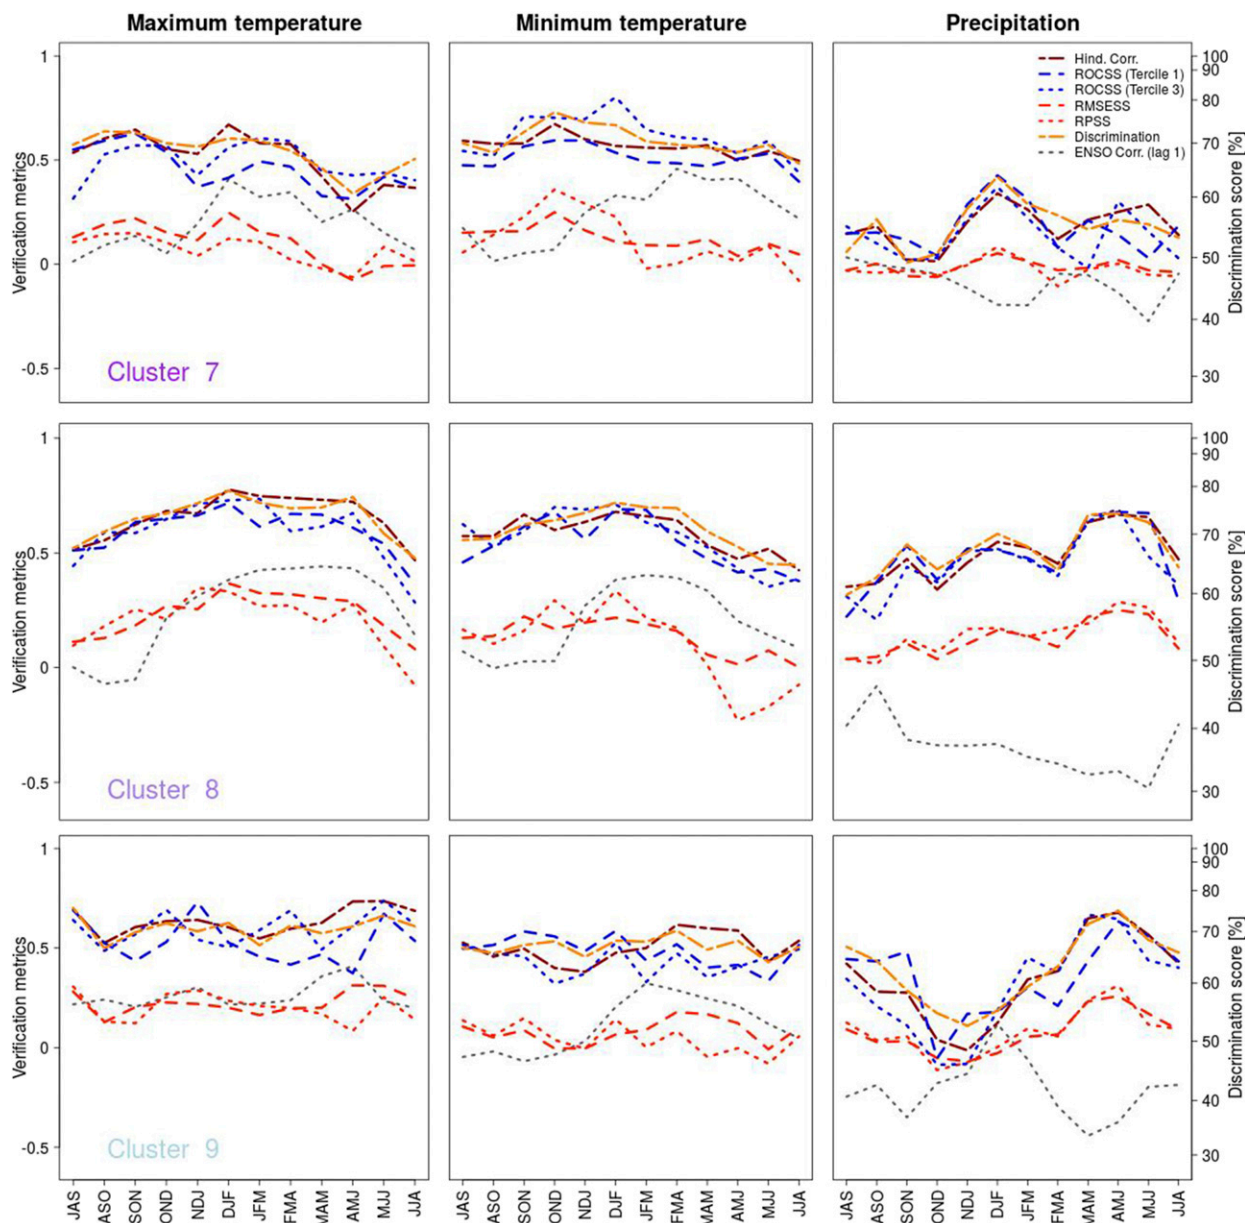 Maximum temperature
Minimum temperature
Precipitation
1
0.5
0
-0.5
Verification metrics
Cluster 7
Hind. Corr.
ROCSS (Tercile 1)
ROCSS (Tercile 3)
RMSESS
RPSS
Discrimination
ENSO Corr. (lag 1)
100
90
80
70
60
50
40
30
Discrimination score [%]
1
0.5
0
-0.5
Verification metrics
Cluster 8
100
90
80
70
60
50
40
30
Discrimination score [%]
1
0.5
0
-0.5
Verification metrics
Cluster 9
100
90
80
70
60
50
40
30
Discrimination score [%]
JAS ASO SON OND NDJ DJF JFM FMA MAM AMJ MJJ JJA
JAS ASO SON OND NDJ DJF JFM FMA MAM AMJ MJJ JJA
JAS ASO SON OND NDJ DJF JFM FMA MAM AMJ MJJ JJA